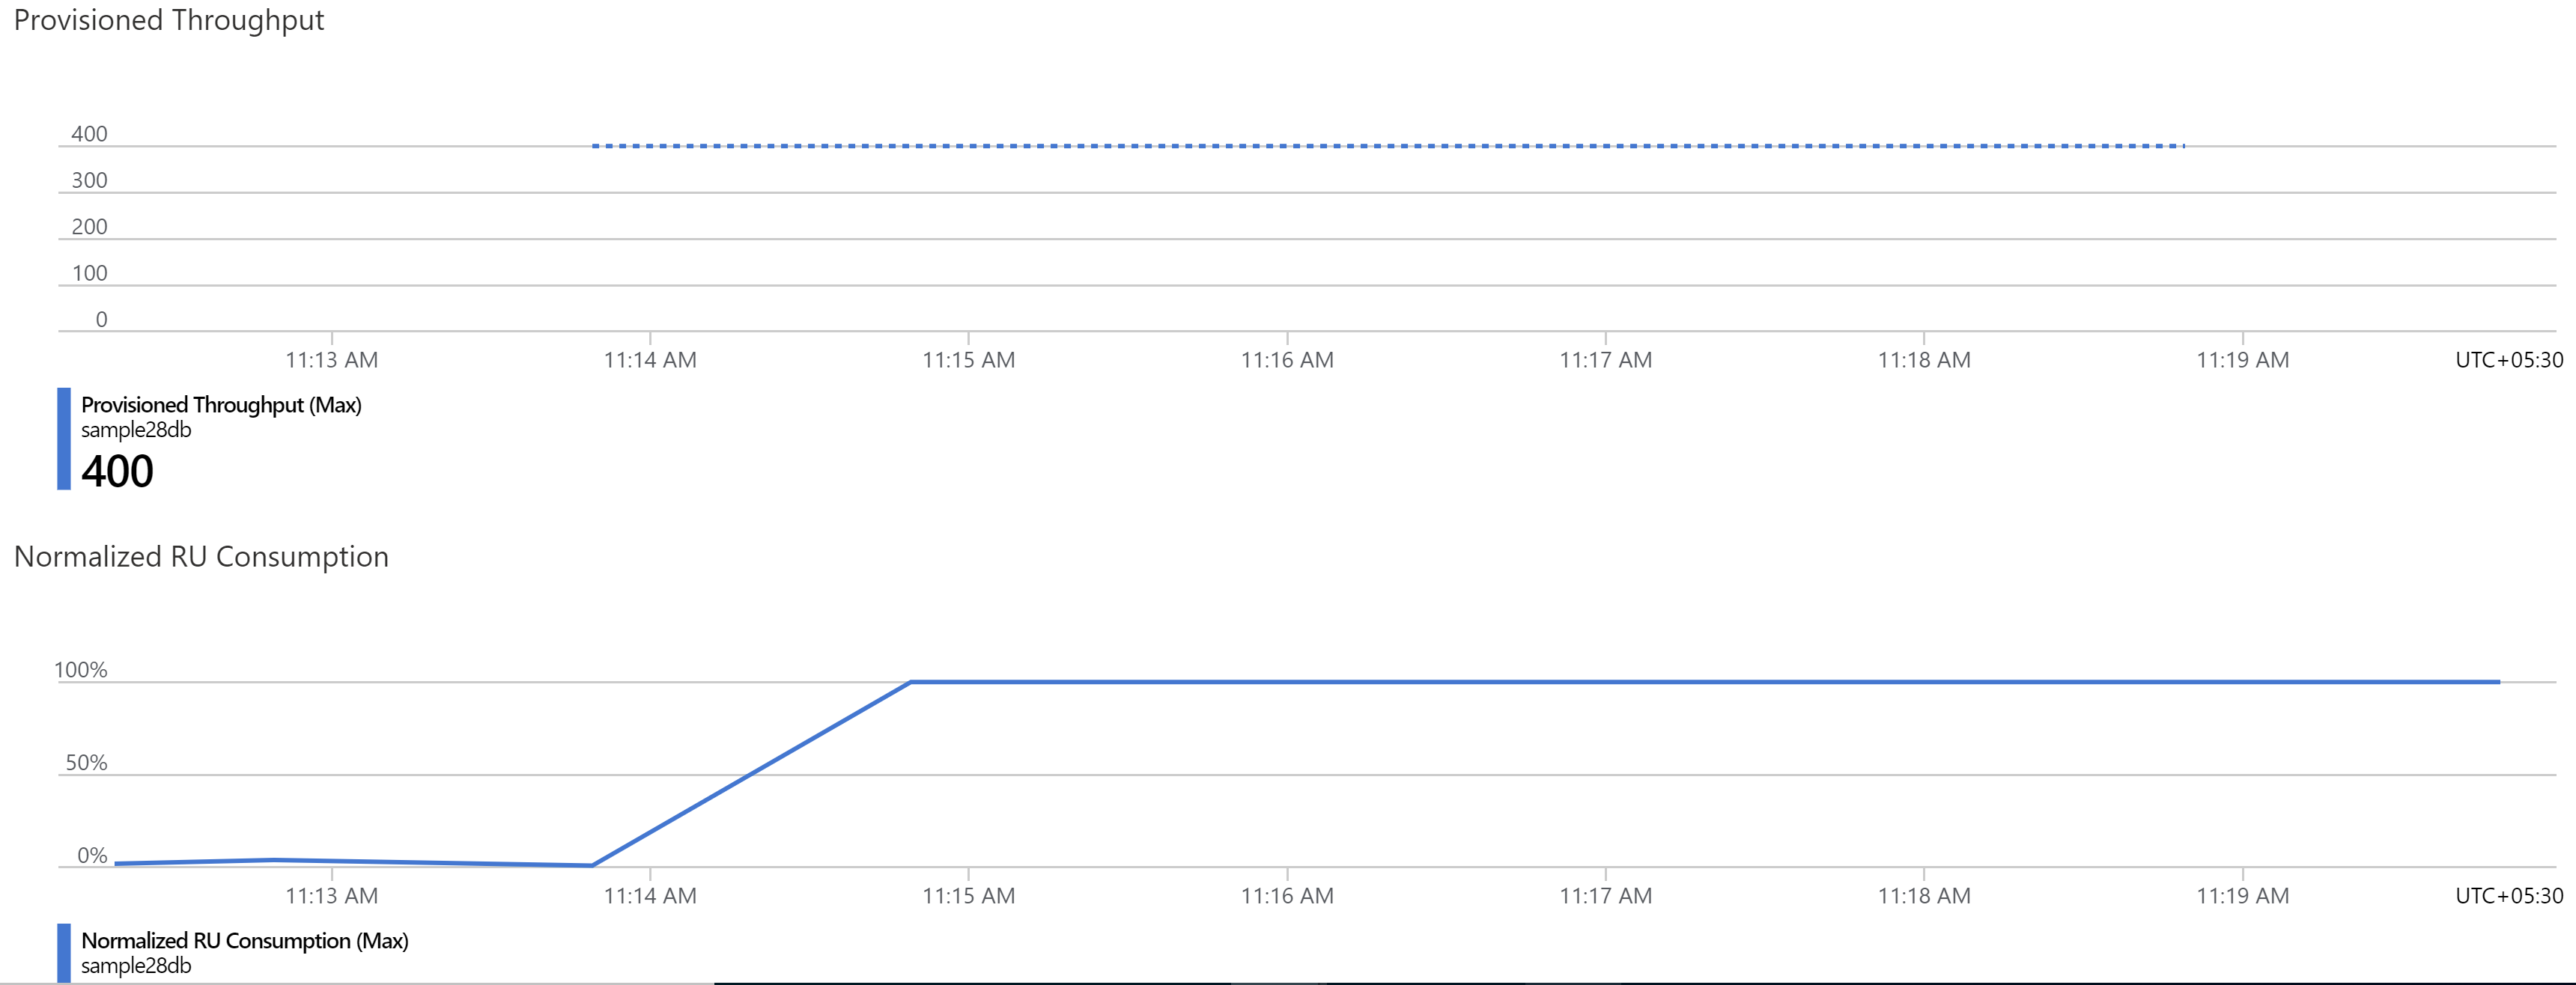 Provisioned Throughput
400
300
200
100
0
11:13 AM 11:14 AM 11:15 AM 11:16 AM 11:17 AM 11:18 AM 11:19 AM UTC+05:30
Provisioned Throughput (Max)
sample28db
400
Normalized RU Consumption
100%
50%
0%
11:13 AM 11:14 AM 11:15 AM 11:16 AM 11:17 AM 11:18 AM 11:19 AM UTC+05:30
Normalized RU Consumption (Max)
sample28db